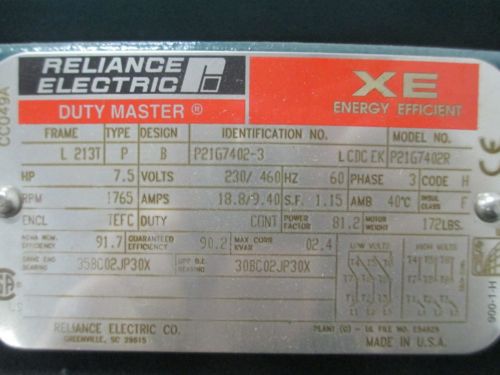 CC049A
RELIANCE
ELECTRIC
DUTY MASTER ®
XE
ENERGY EFFICIENT
FRAME TYPE DESIGN IDENTIFICATION NO. MODEL NO.
L 213T P B P21G7402-3 LCDC EK P21G7402R
HP 7.5 VOLTS 230/ 460 HZ 60 PHASE 3 CODE H
RPM 1765 AMPS 18.8/9.40 S.F. 1.15 AMB 40°C INSUL CLASS F
ENCL TEFC DUTY CONT POWER FACTOR 81.2 MOTOR WEIGHT 172LBS.
NEMA NOM. EFFICIENCY 91.7 GUARANTEED EFFICIENCY 90.2 MAX CORR KVAR 02.4
DRIVE END BEARING 35BC02JP30X OPP D.E. BEARING 30BC02JP30X
LOW VOLTS HIGH VOLTS
RELIANCE ELECTRIC CO.
GREENVILLE, SC 29615
MADE IN U.S.A.
900-1-H